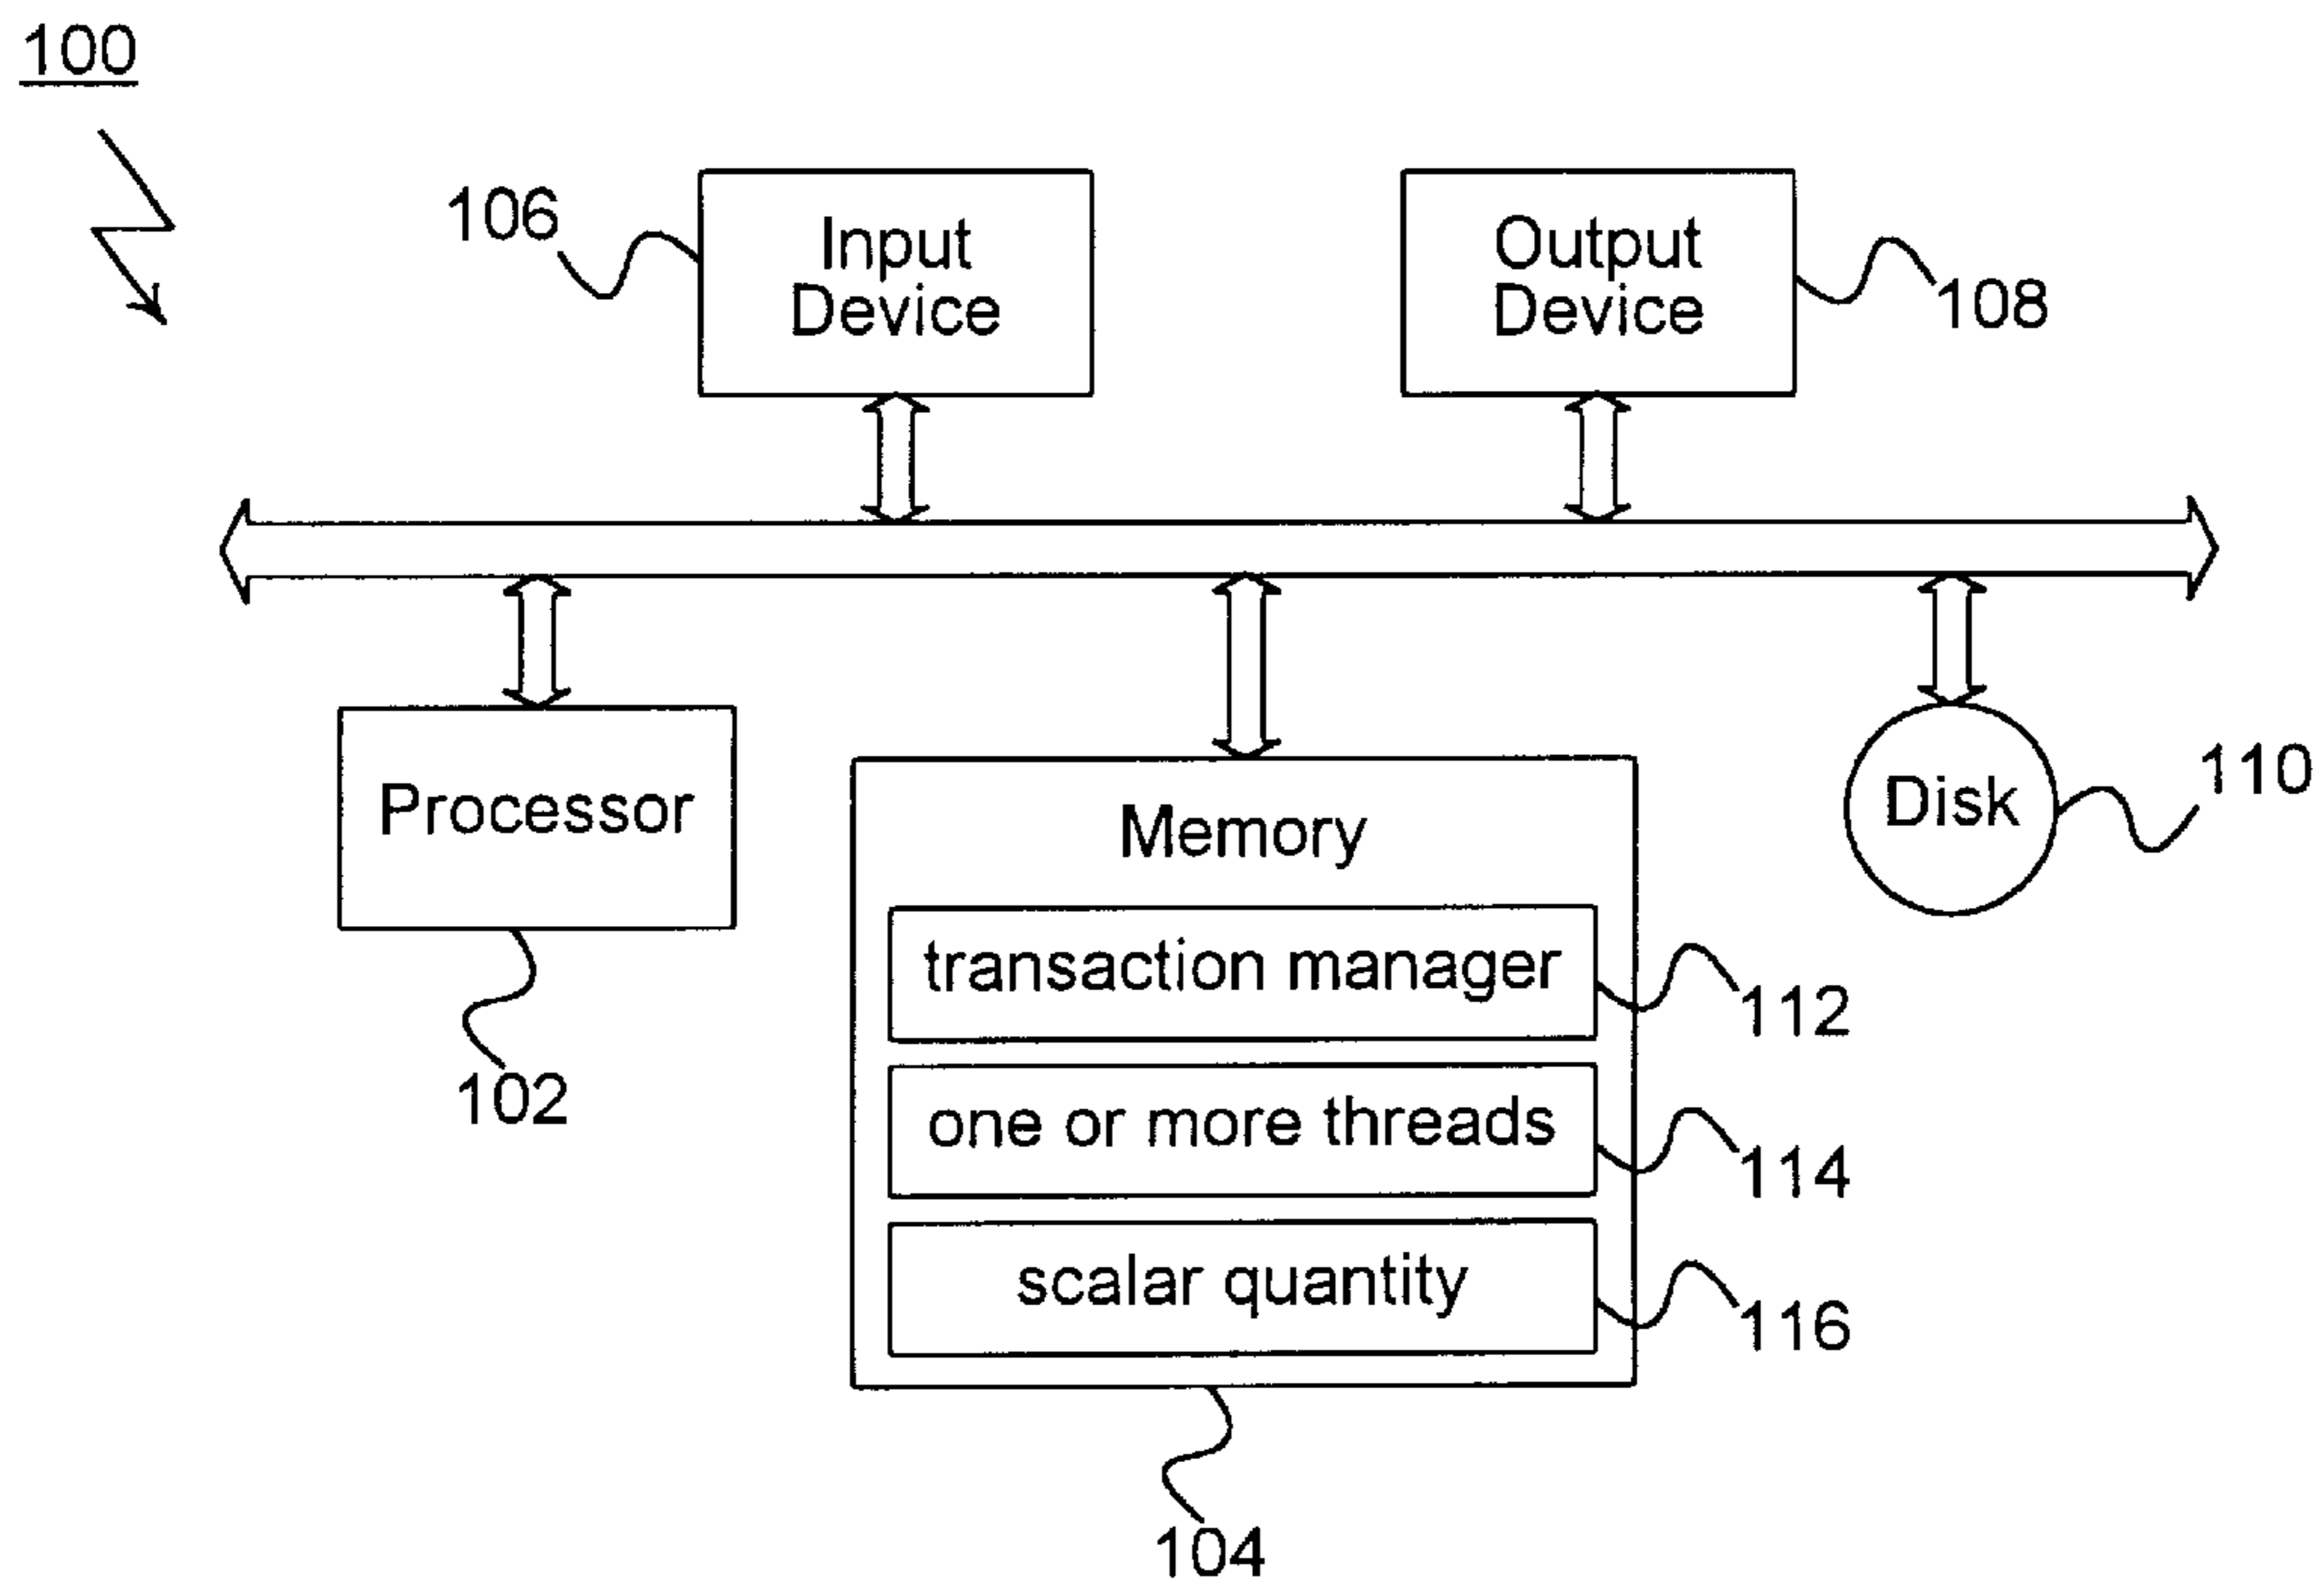 100
106
Input
Device
Output
Device
108
Processor
102
Memory
transaction manager
112
one or more threads
114
scalar quantity
116
104
Disk
110